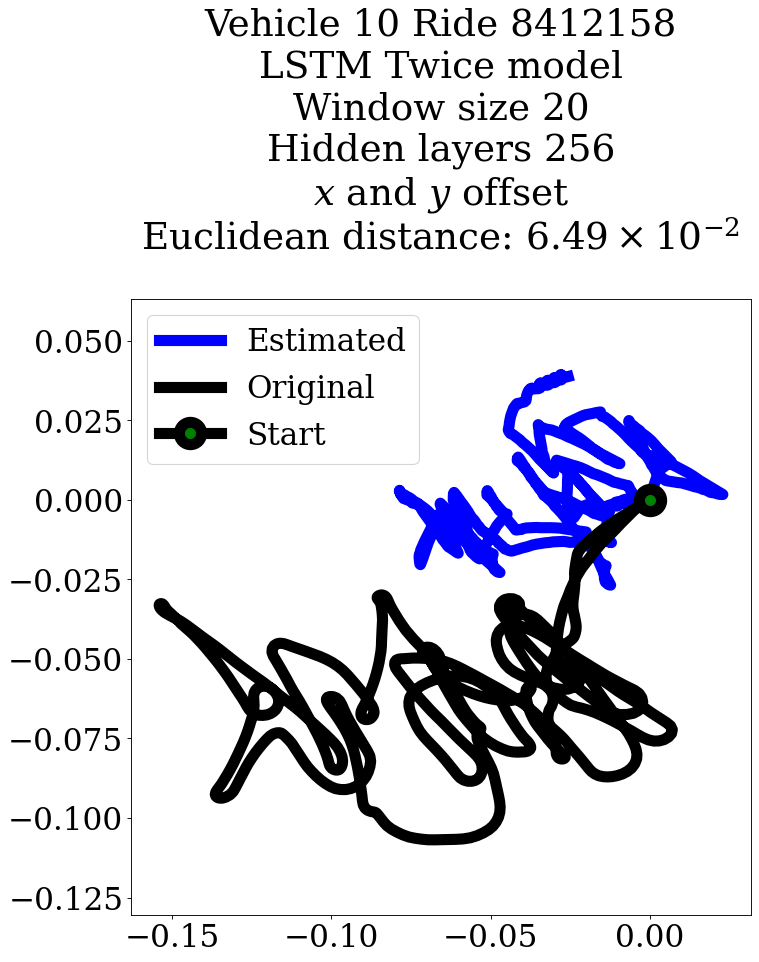 Vehicle 10 Ride 8412158
LSTM Twice model
Window size 20
Hidden layers 256
x and y offset
Euclidean distance: 6.49 × 10⁻²
Estimated
Original
Start
0.050
0.025
0.000
−0.025
−0.050
−0.075
−0.100
−0.125
−0.15 −0.10 −0.05 0.00